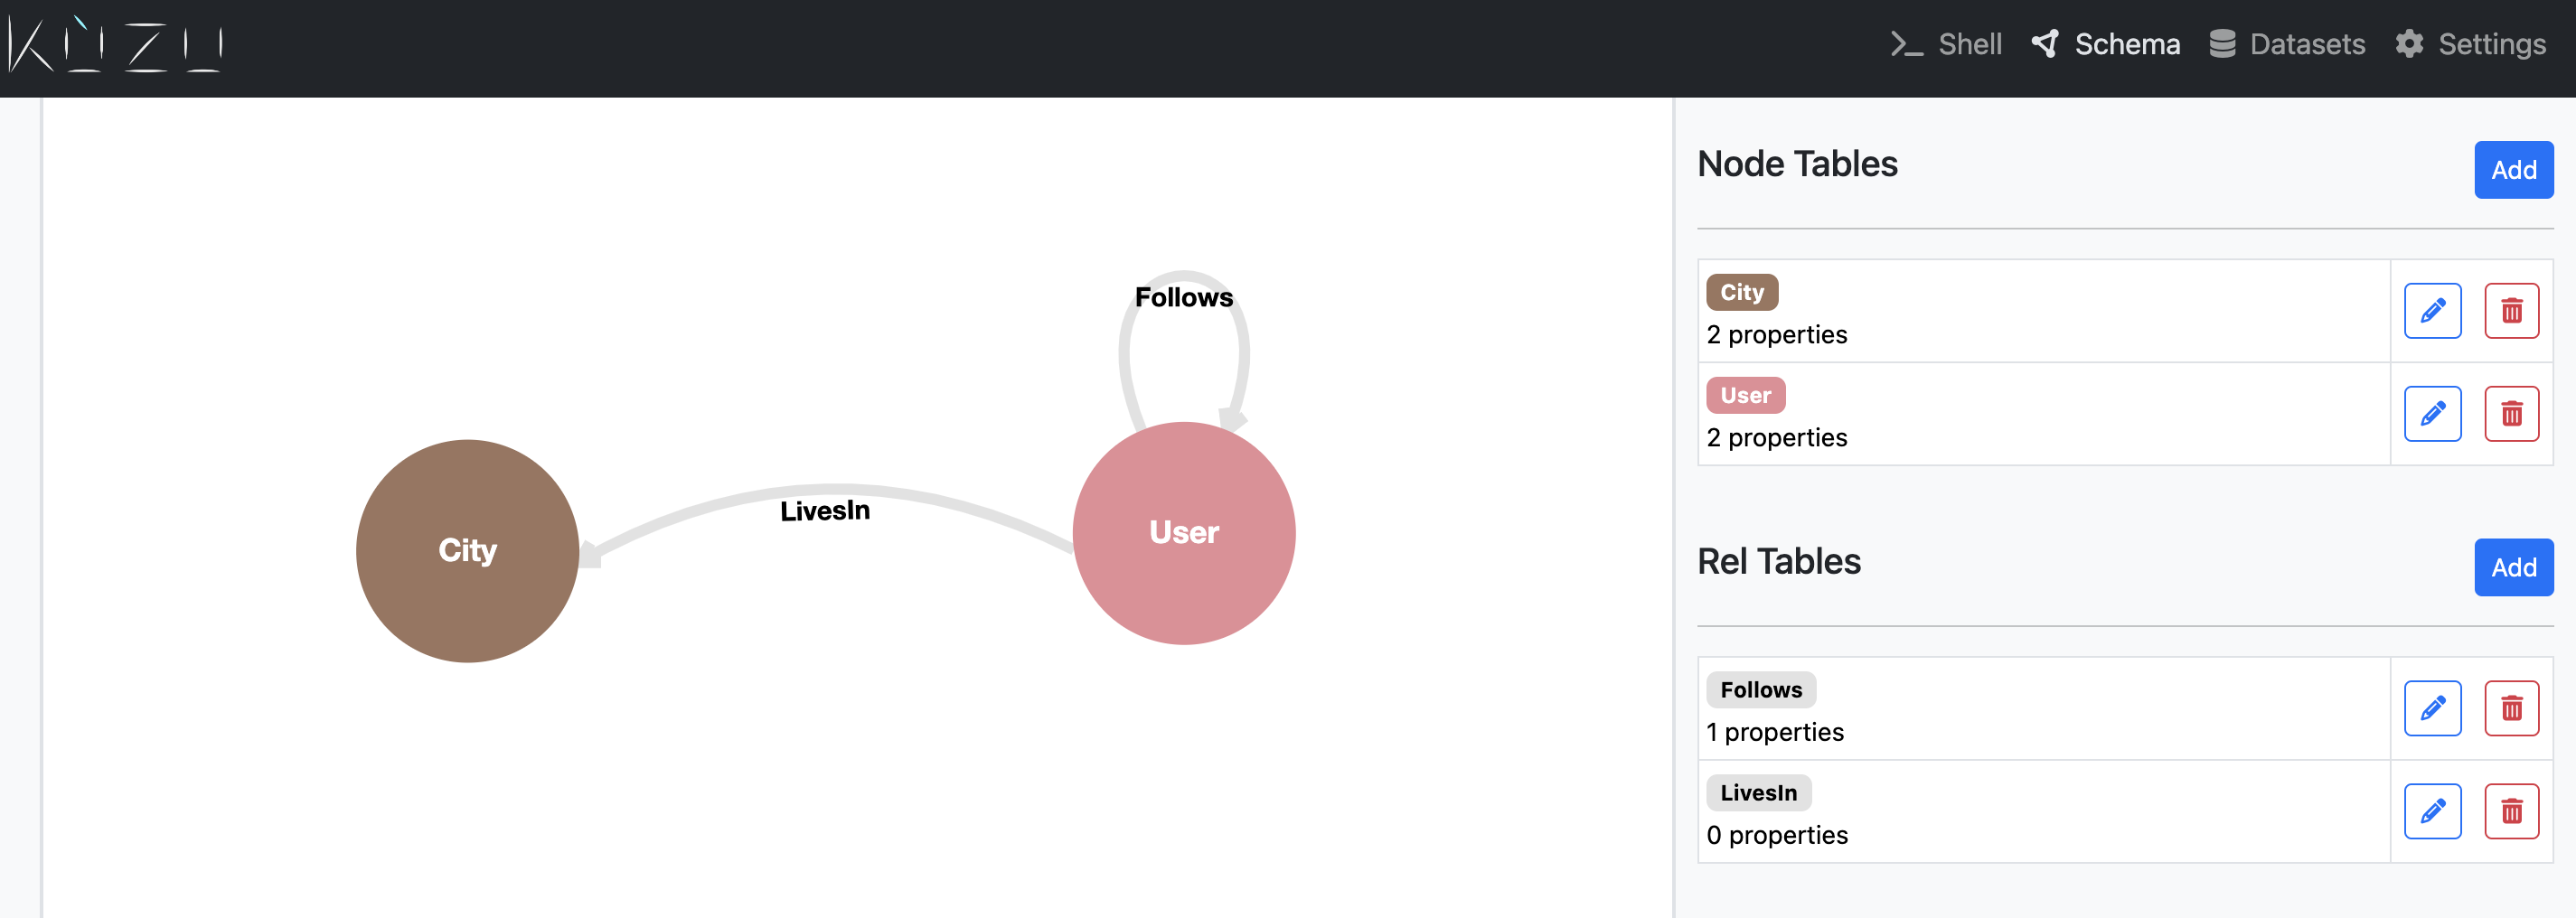 KÙZU
Shell
Schema
Datasets
Settings
Follows
LivesIn
City
User
Node Tables
Add
City
2 properties
User
2 properties
Rel Tables
Add
Follows
1 properties
LivesIn
0 properties